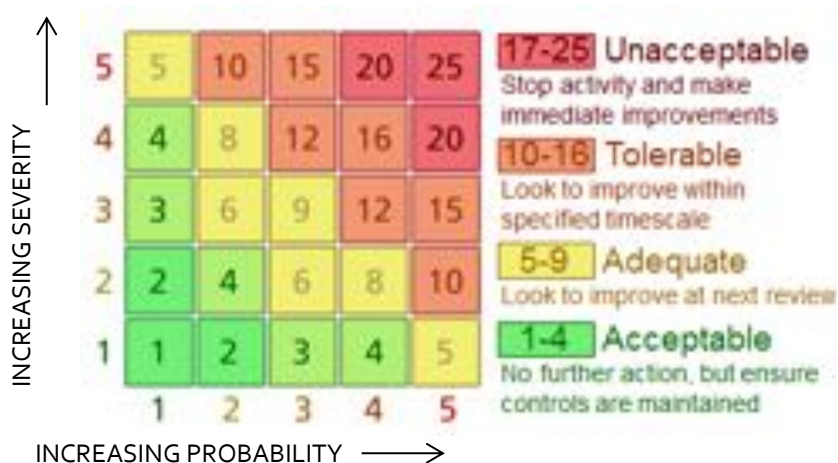 INCREASING SEVERITY
5 5 10 15 20 25
4 4 8 12 16 20
3 3 6 9 12 15
2 2 4 6 8 10
1 1 2 3 4 5
1 2 3 4 5
INCREASING PROBABILITY
17-25 Unacceptable
Stop activity and make
immediate improvements
10-16 Tolerable
Look to improve within
specified timescale
5-9 Adequate
Look to improve at next review
1-4 Acceptable
No further action, but ensure
controls are maintained